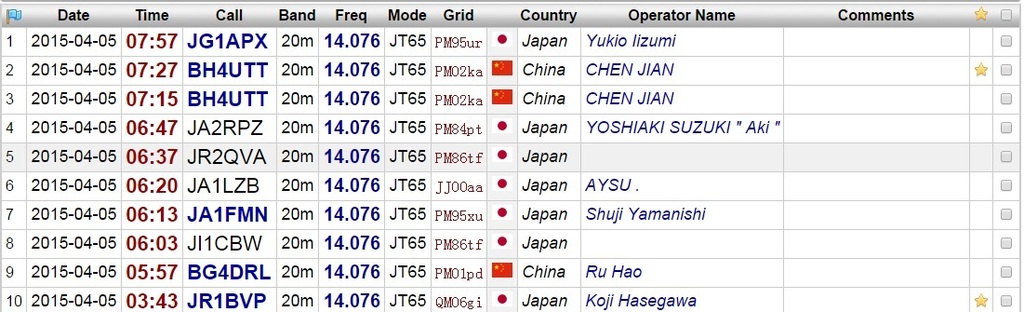 Date Time Call Band Freq Mode Grid Country Operator Name Comments
1 2015-04-05 07:57 JG1APX 20m 14.076 JT65 PM95ur Japan Yukio Iizumi
2 2015-04-05 07:27 BH4UTT 20m 14.076 JT65 PM02ka China CHEN JIAN
3 2015-04-05 07:15 BH4UTT 20m 14.076 JT65 PM02ka China CHEN JIAN
4 2015-04-05 06:47 JA2RPZ 20m 14.076 JT65 PM84pt Japan YOSHIAKI SUZUKI " Aki "
5 2015-04-05 06:37 JR2QVA 20m 14.076 JT65 PM86tf Japan
6 2015-04-05 06:20 JA1LZB 20m 14.076 JT65 JJ00aa Japan AYSU .
7 2015-04-05 06:13 JA1FMN 20m 14.076 JT65 PM95xu Japan Shuji Yamanishi
8 2015-04-05 06:03 JI1CBW 20m 14.076 JT65 PM86tf Japan
9 2015-04-05 05:57 BG4DRL 20m 14.076 JT65 PM01pd China Ru Hao
10 2015-04-05 03:43 JR1BVP 20m 14.076 JT65 QM06gi Japan Koji Hasegawa